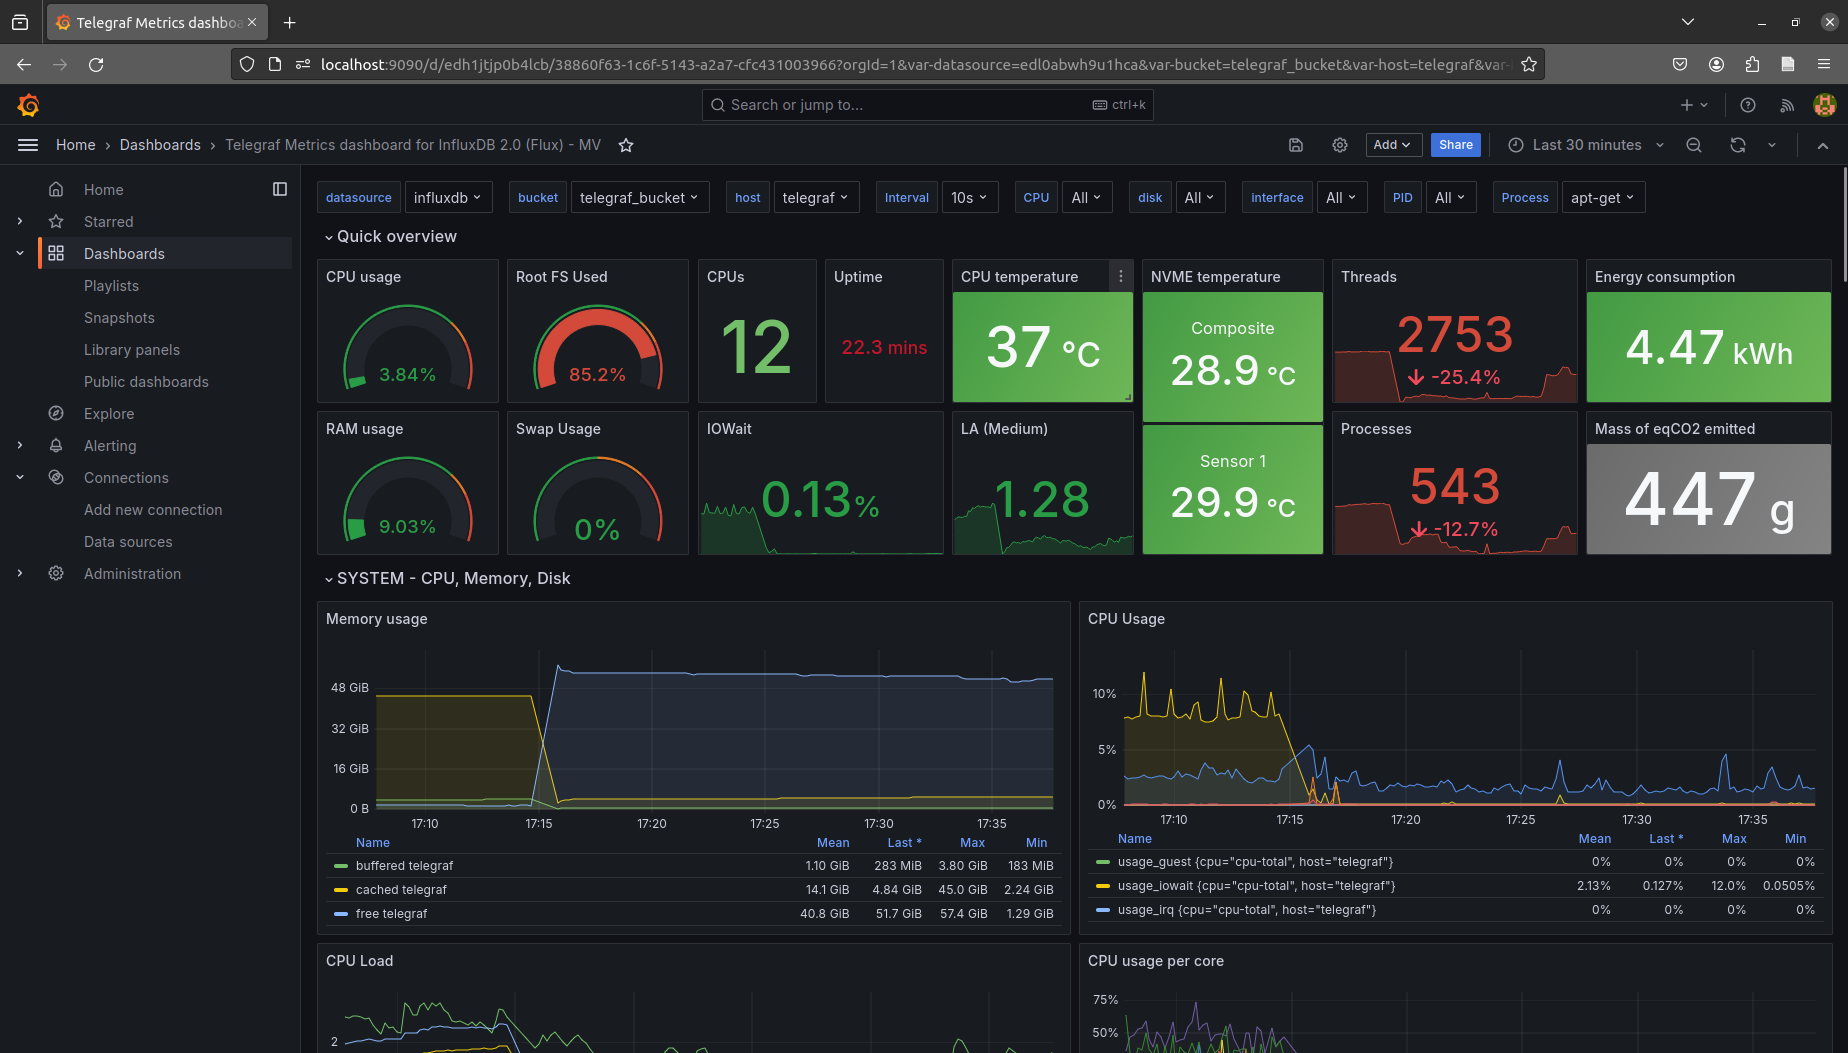 Telegraf Metrics dashbo
localhost:9090/d/edh1jtjp0b4lcb/38860f63-1c6f-5143-a2a7-cfc431003966?orgId=1&var-datasource=edl0abwh9u1hca&var-bucket=telegraf_bucket&var-host=telegraf&var-
Search or jump to... ctrl+k
Home › Dashboards › Telegraf Metrics dashboard for InfluxDB 2.0 (Flux) - MV
Add Share Last 30 minutes
Home
Starred
Dashboards
Playlists
Snapshots
Library panels
Public dashboards
Explore
Alerting
Connections
Add new connection
Data sources
Administration
datasource influxdb bucket telegraf_bucket host telegraf Interval 10s CPU All disk All interface All PID All Process apt-get
Quick overview
CPU usage
3.84%
Root FS Used
85.2%
CPUs
12
Uptime
22.3 mins
CPU temperature
37 °C
NVME temperature
Composite
28.9 °C
Sensor 1
29.9 °C
Threads
2753
-25.4%
Energy consumption
4.47 kWh
RAM usage
9.03%
Swap Usage
0%
IOWait
0.13%
LA (Medium)
1.28
Processes
543
-12.7%
Mass of eqCO2 emitted
447 g
SYSTEM - CPU, Memory, Disk
Memory usage
48 GiB
32 GiB
16 GiB
0 B
17:10 17:15 17:20 17:25 17:30 17:35
Name Mean Last * Max Min
buffered telegraf 1.10 GiB 283 MiB 3.80 GiB 183 MiB
cached telegraf 14.1 GiB 4.84 GiB 45.0 GiB 2.24 GiB
free telegraf 40.8 GiB 51.7 GiB 57.4 GiB 1.29 GiB
CPU Usage
10%
5%
0%
17:10 17:15 17:20 17:25 17:30 17:35
Name Mean Last * Max Min
usage_guest {cpu="cpu-total", host="telegraf"} 0% 0% 0% 0%
usage_iowait {cpu="cpu-total", host="telegraf"} 2.13% 0.127% 12.0% 0.0505%
usage_irq {cpu="cpu-total", host="telegraf"} 0% 0% 0% 0%
CPU Load
2
CPU usage per core
75%
50%